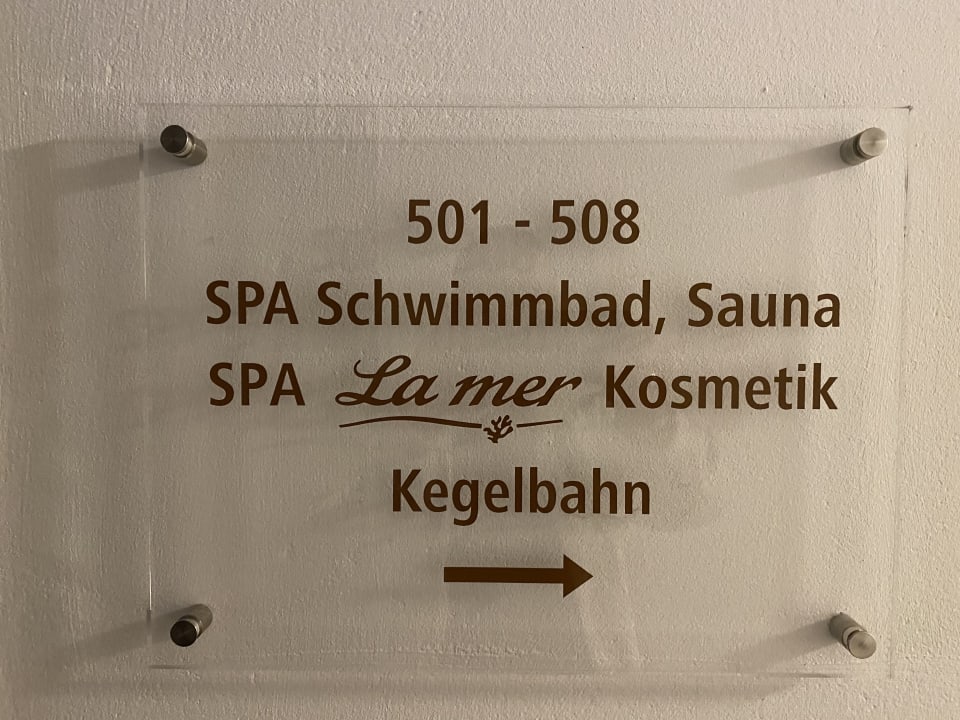 501 - 508
SPA Schwimmbad, Sauna
SPA La mer Kosmetik
Kegelbahn